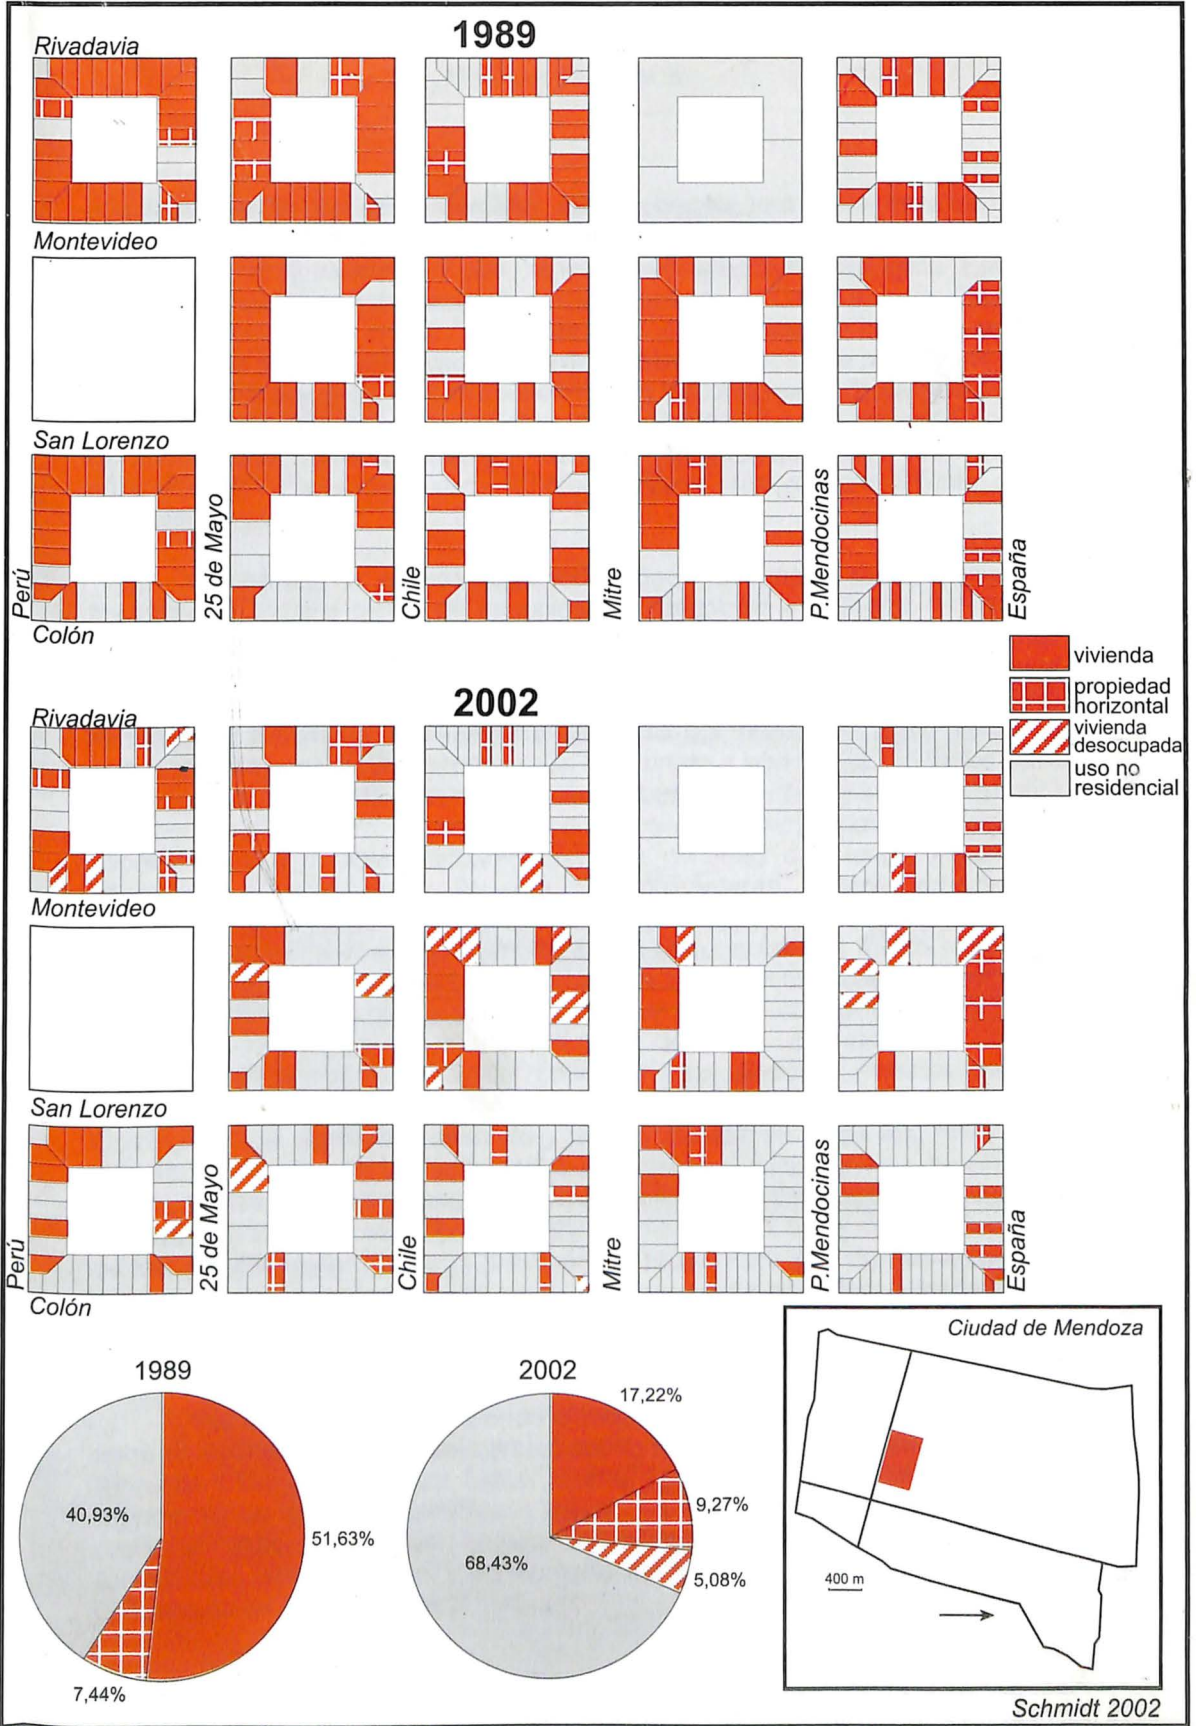 1989
Rivadavia
Montevideo
San Lorenzo
Perú
25 de Mayo
Chile
Mitre
P.Mendocinas
España
Colón
vivienda
propiedad
horizontal
vivienda
desocupada
uso no
residencial
2002
Rivadavia
Montevideo
San Lorenzo
Perú
25 de Mayo
Chile
Mitre
P.Mendocinas
España
Colón
1989
40,93%
51,63%
7,44%
2002
17,22%
9,27%
5,08%
68,43%
Ciudad de Mendoza
400 m
Schmidt 2002